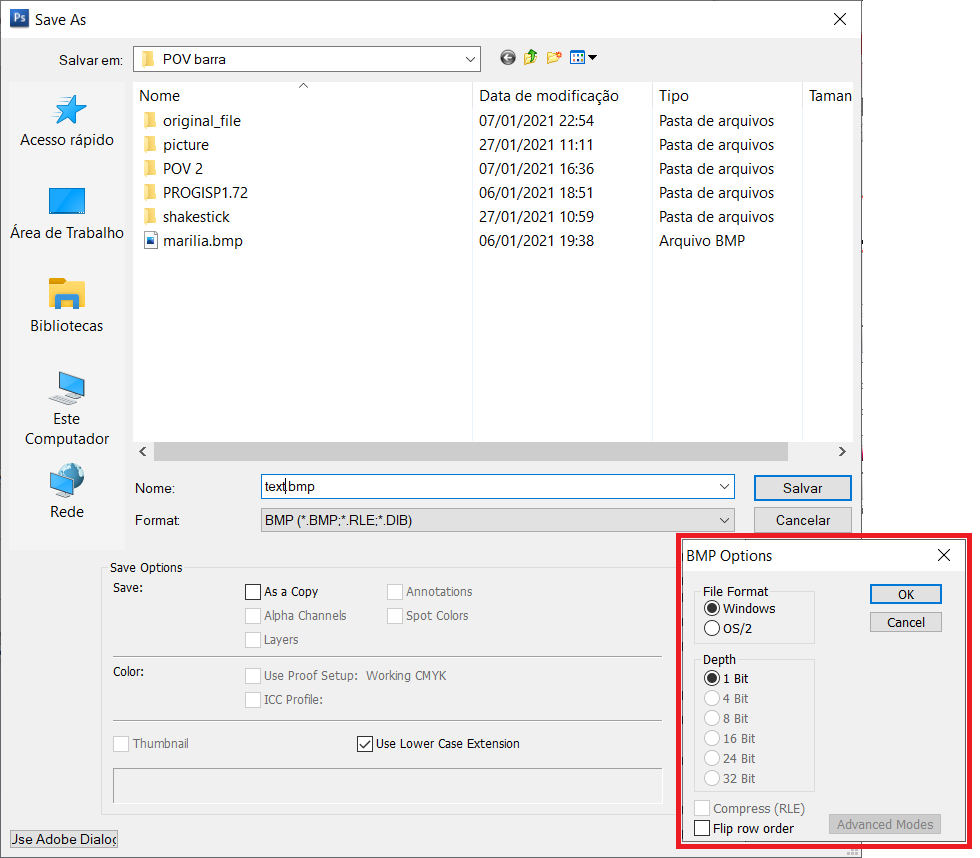 Ps Save As
Salvar em: POV barra
Acesso rápido
Área de Trabalho
Bibliotecas
Este
Computador
Rede
Nome Data de modificação Tipo Taman
original_file 07/01/2021 22:54 Pasta de arquivos
picture 27/01/2021 11:11 Pasta de arquivos
POV 2 07/01/2021 16:36 Pasta de arquivos
PROGISP1.72 06/01/2021 18:51 Pasta de arquivos
shakestick 27/01/2021 10:59 Pasta de arquivos
marilia.bmp 06/01/2021 19:38 Arquivo BMP
Nome: text.bmp Salvar
Format: BMP (*.BMP;*.RLE;*.DIB) Cancelar
Save Options
Save: As a Copy Annotations
Alpha Channels Spot Colors
Layers
Color: Use Proof Setup: Working CMYK
ICC Profile:
Thumbnail Use Lower Case Extension
Use Adobe Dialog
BMP Options
File Format OK
Windows
OS/2 Cancel
Depth
1 Bit
4 Bit
8 Bit
16 Bit
24 Bit
32 Bit
Compress (RLE)
Flip row order Advanced Modes